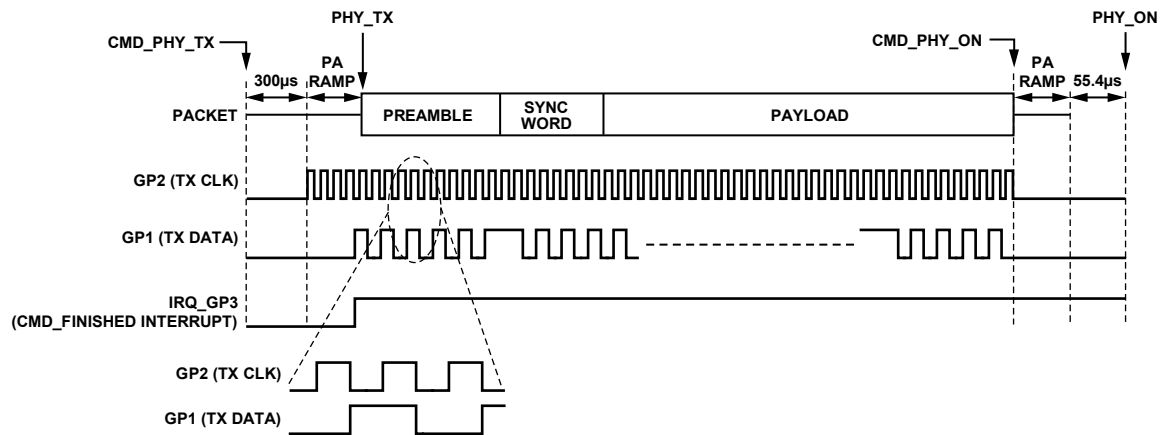 PHY_TX
PHY_ON
CMD_PHY_TX
CMD_PHY_ON
300µs
PA
RAMP
PA
RAMP
55.4µs
PACKET
PREAMBLE
SYNC
WORD
PAYLOAD
GP2 (TX CLK)
GP1 (TX DATA)
IRQ_GP3
(CMD_FINISHED INTERRUPT)
GP2 (TX CLK)
GP1 (TX DATA)